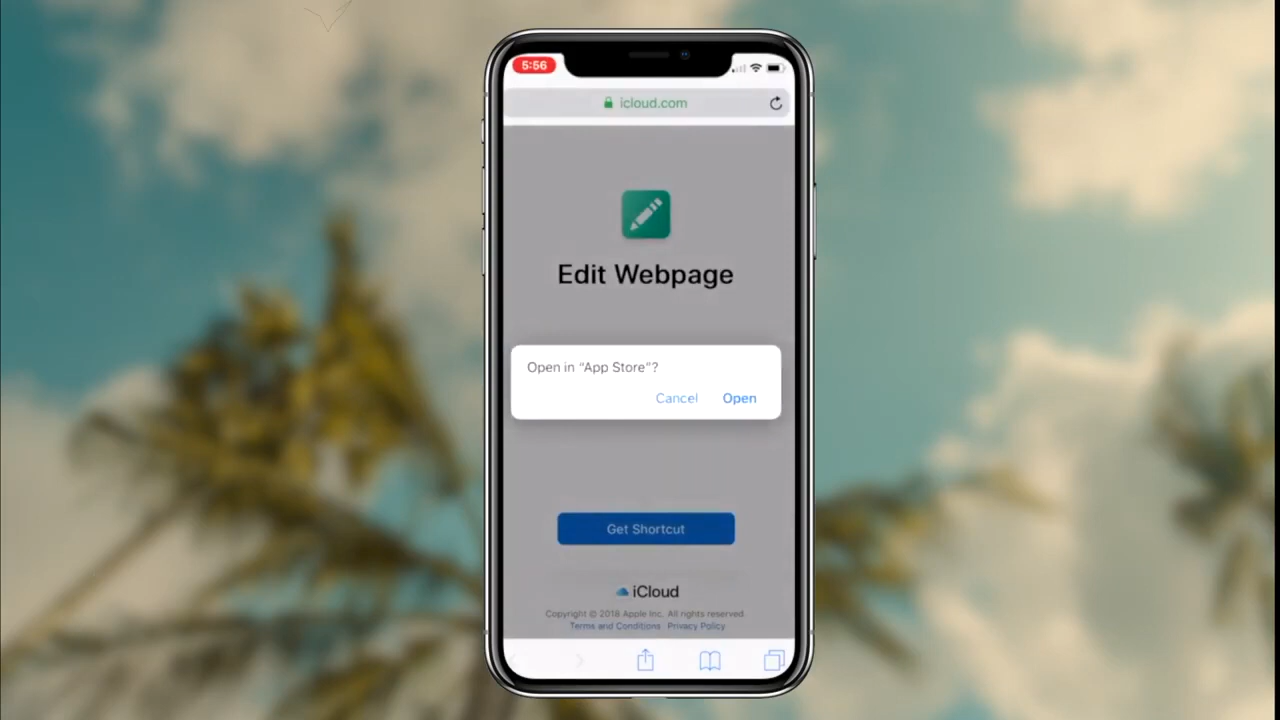 5:56
icloud.com
Edit Webpage
Open in “App Store”?
Cancel Open
Get Shortcut
iCloud
Copyright © 2018 Apple Inc. All rights reserved.
Terms and Conditions Privacy Policy